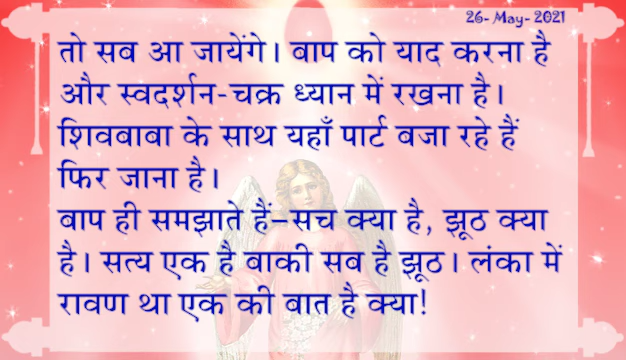 26- May- 2021
तो सब आ जायेंगे। बाप को याद करना है
और स्वदर्शन-चक्र ध्यान में रखना है।
शिवबाबा के साथ यहाँ पार्ट बजा रहे हैं
फिर जाना है।
बाप ही समझाते हैं–सच क्या है, झूठ क्या
है। सत्य एक है बाकी सब है झूठ। लंका में
रावण था एक की बात है क्या!